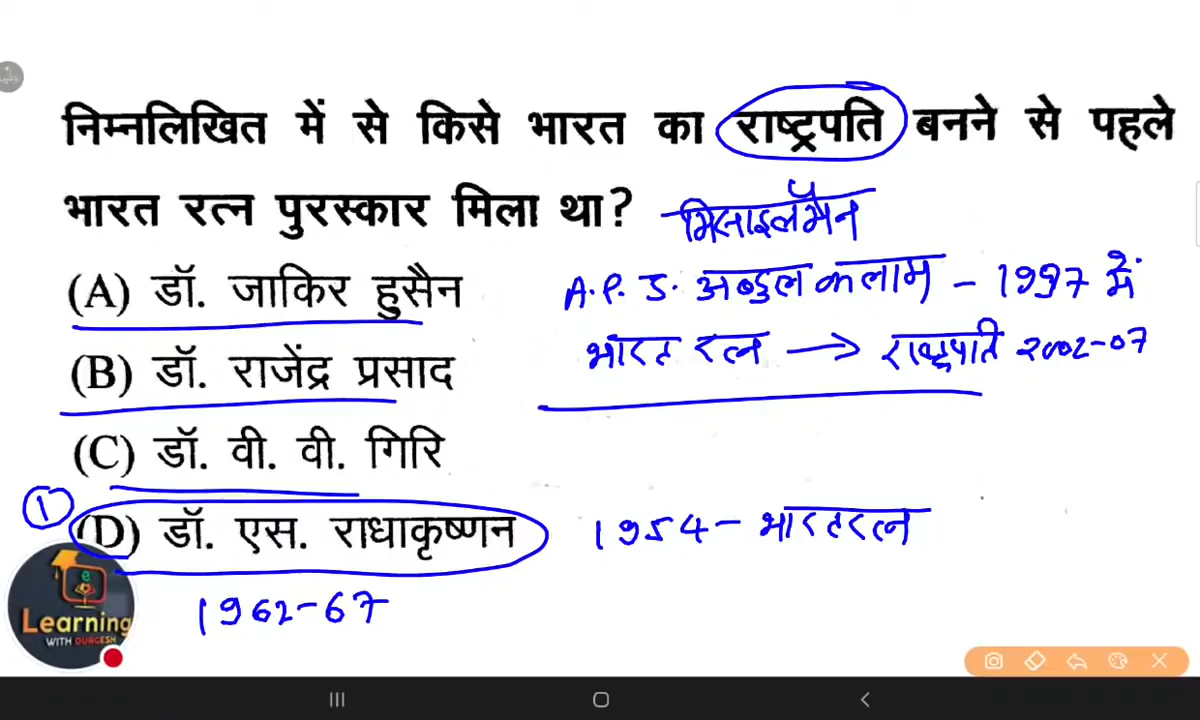 निम्नलिखित में से किसे भारत का राष्ट्रपति बनने से पहले
भारत रत्न पुरस्कार मिला था?
मिसाइलमैन
(A) डॉ. जाकिर हुसैन
A.P.J. अब्दुल कलाम – 1997 में
भारत रत्न → राष्ट्रपति 2002-07
(B) डॉ. राजेंद्र प्रसाद
(C) डॉ. वी. वी. गिरि
1
(D) डॉ. एस. राधाकृष्णन
1954 – भारतरत्न
1962-67
e
Learning
WITH DURGESH